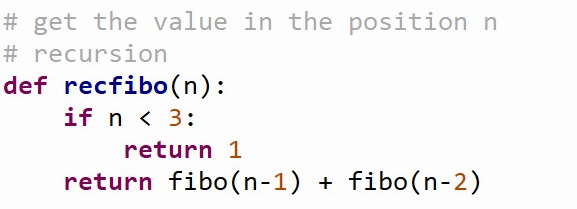 # get the value in the position n
# recursion
def recfibo(n):
    if n < 3:
        return 1
    return fibo(n-1) + fibo(n-2)